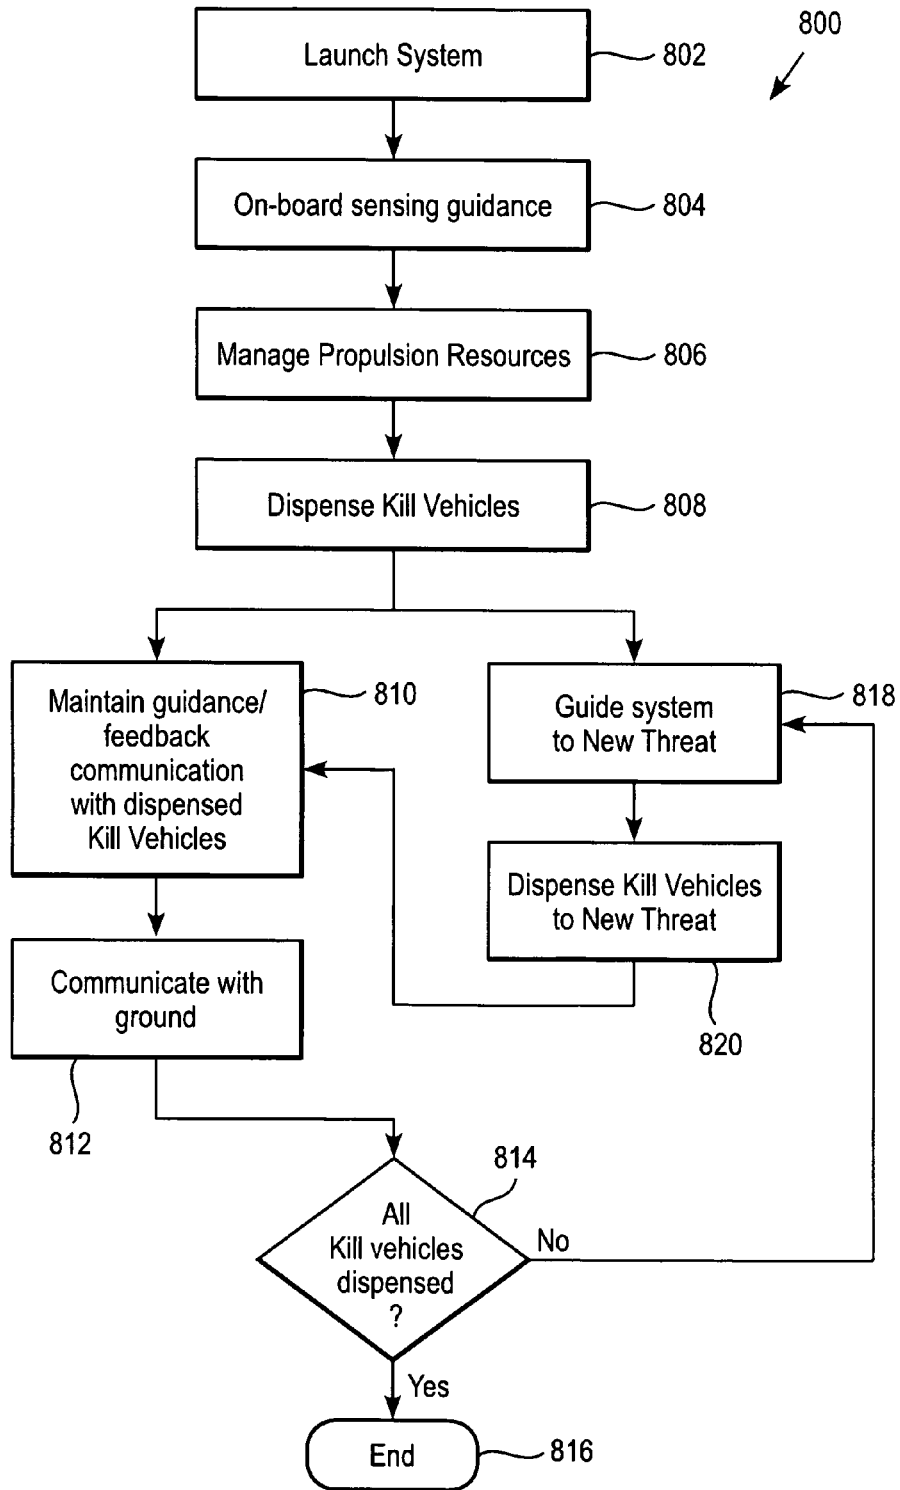 800
Launch System
802
On-board sensing guidance
804
Manage Propulsion Resources
806
Dispense Kill Vehicles
808
Maintain guidance/
feedback
communication
with dispensed
Kill Vehicles
810
Guide system
to New Threat
818
Dispense Kill Vehicles
to New Threat
820
Communicate with
ground
812
All
Kill vehicles
dispensed
?
814
No
Yes
End
816